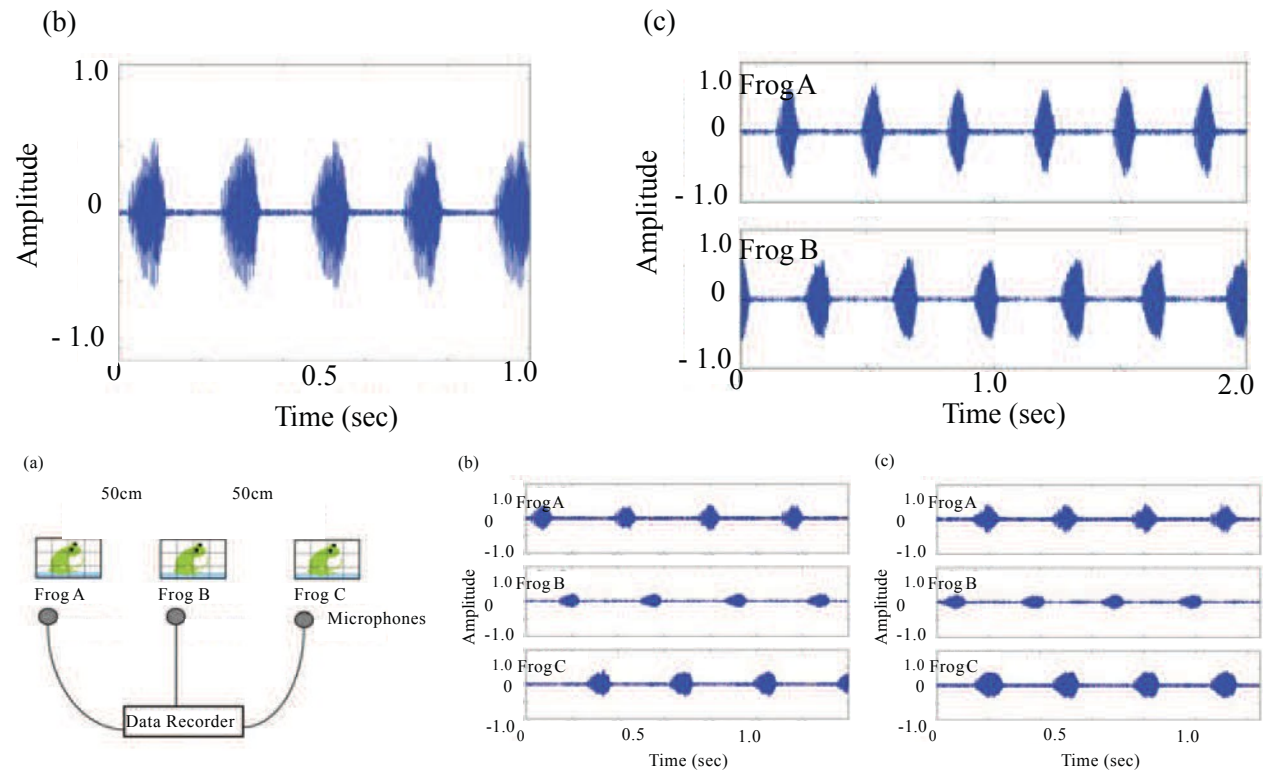 (b)
1.0
0
- 1.0
Amplitude
0
0.5
1.0
Time (sec)
(c)
Frog A
1.0
0
- 1.0
Amplitude
Frog B
1.0
0
- 1.0
0
1.0
2.0
Time (sec)
(a)
50cm
50cm
Frog A
Frog B
Frog C
Microphones
Data Recorder
(b)
Frog A
1.0
0
-1.0
Frog B
1.0
0
-1.0
Amplitude
Frog C
1.0
0
-1.0
0
0.5
1.0
Time (sec)
(c)
Frog A
1.0
0
-1.0
Frog B
1.0
0
-1.0
Amplitude
Frog C
1.0
0
-1.0
0
0.5
1.0
Time (sec)